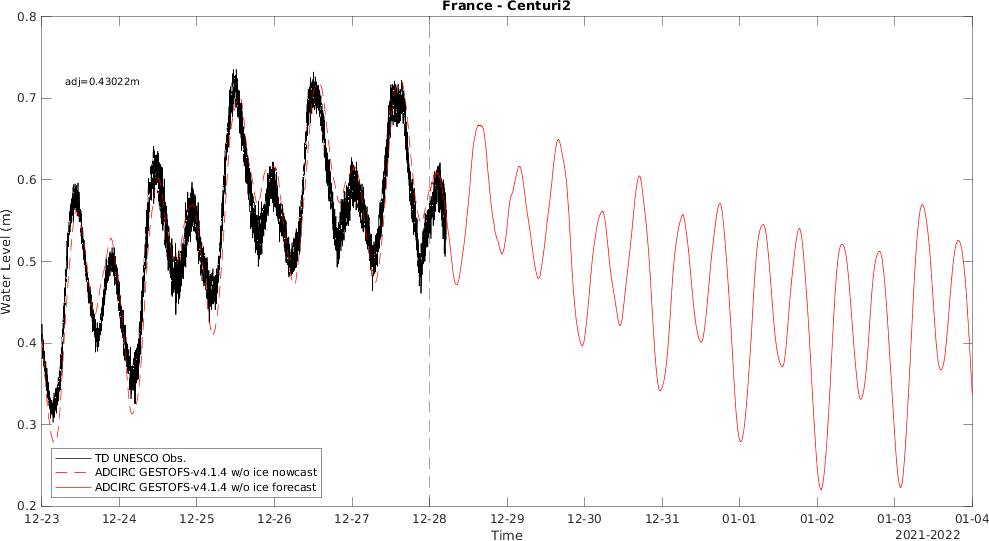 France - Centuri2
adj=0.43022m
Water Level (m)
0.8
0.7
0.6
0.5
0.4
0.3
0.2
TD UNESCO Obs.
ADCIRC GESTOFS-v4.1.4 w/o ice nowcast
ADCIRC GESTOFS-v4.1.4 w/o ice forecast
12-23 12-24 12-25 12-26 12-27 12-28 12-29 12-30 12-31 01-01 01-02 01-03 01-04
Time
2021-2022